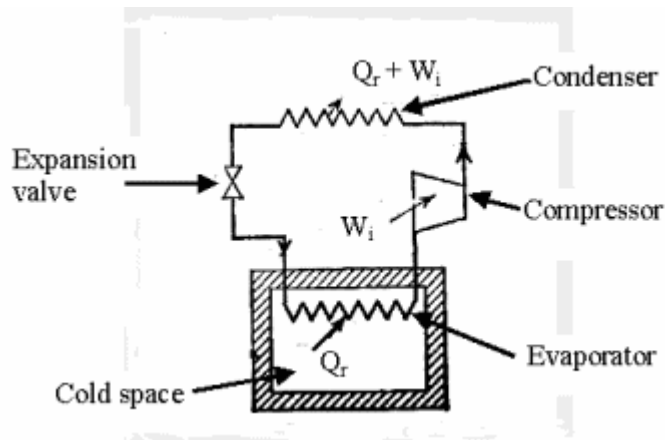 Qr + Wi
Condenser
Expansion
valve
Wi
Compressor
Qr
Evaporator
Cold space